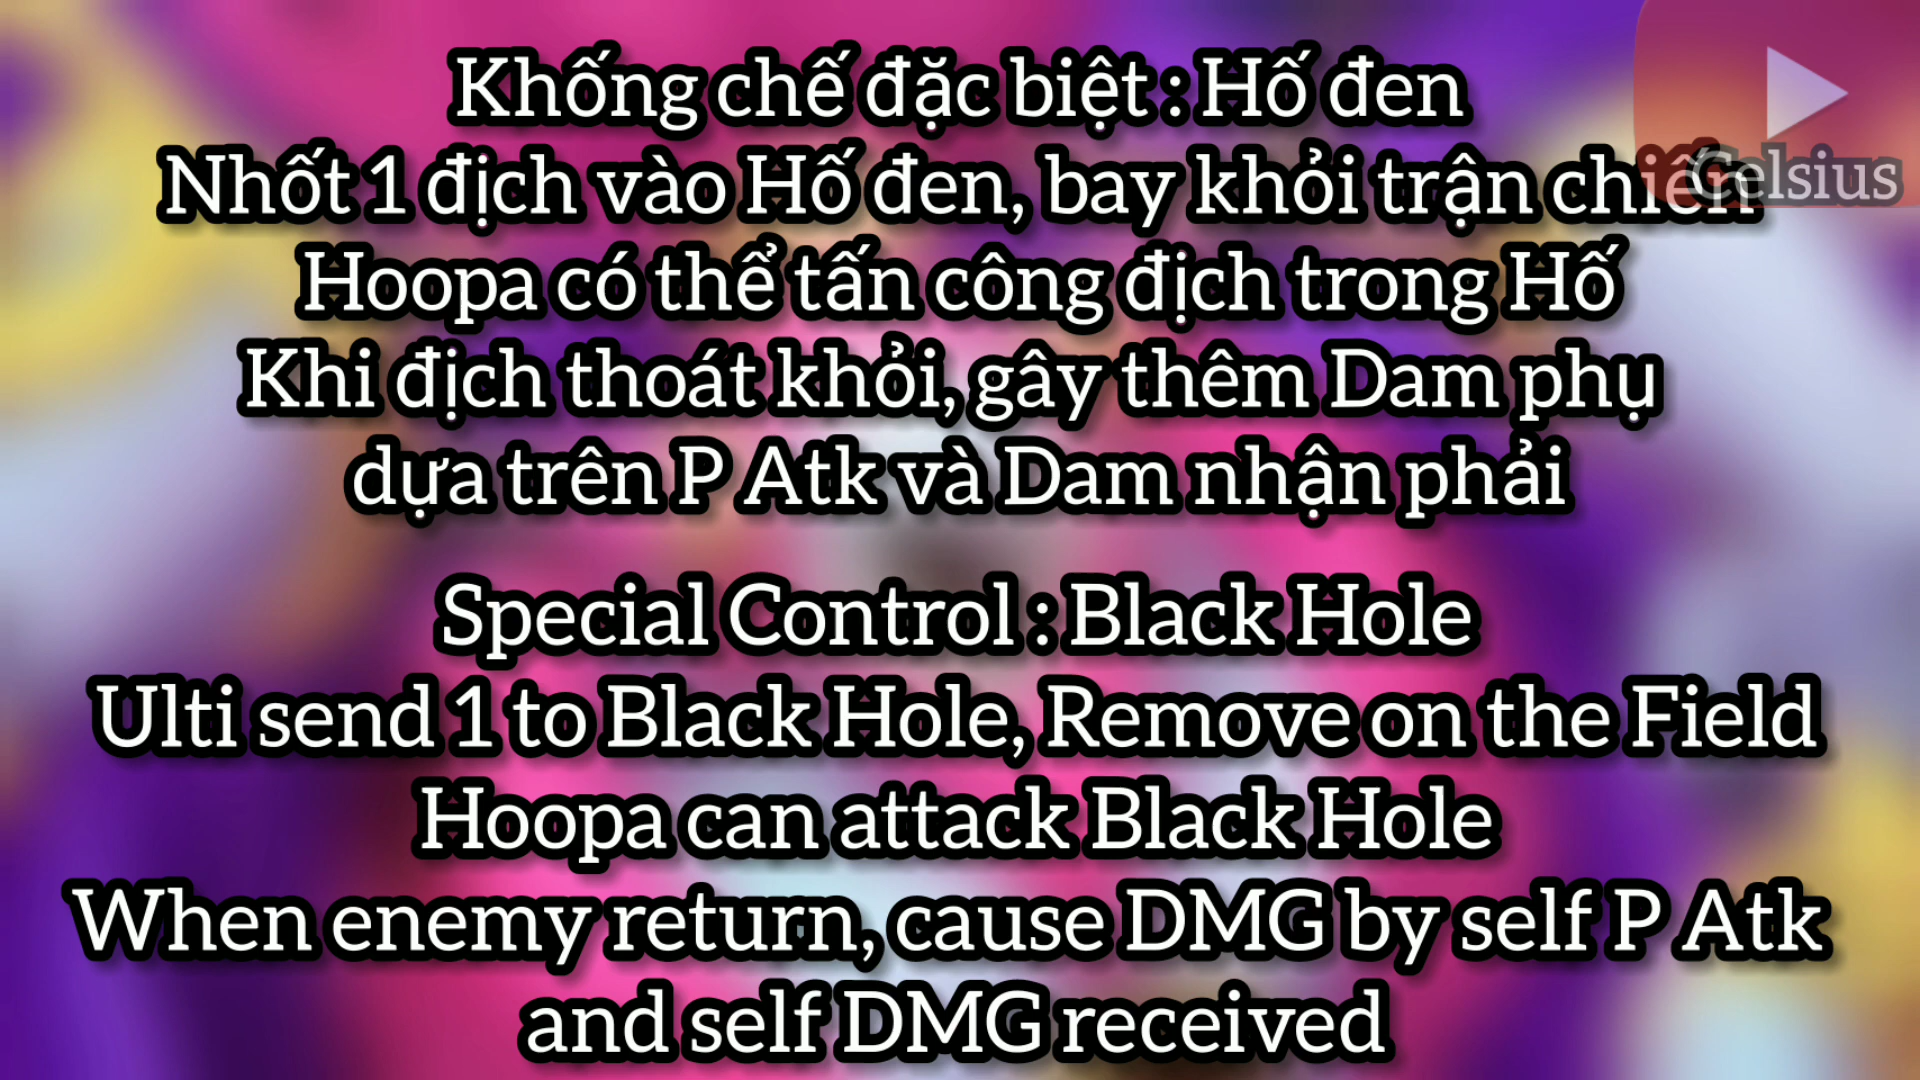 Khống chế đặc biệt : Hố đen
Nhốt 1 địch vào Hố đen, bay khỏi trận chiến
Celsius
Hoopa có thể tấn công địch trong Hố
Khi địch thoát khỏi, gây thêm Dam phụ
dựa trên P Atk và Dam nhận phải
Special Control : Black Hole
Ulti send 1 to Black Hole, Remove on the Field
Hoopa can attack Black Hole
When enemy return, cause DMG by self P Atk
and self DMG received